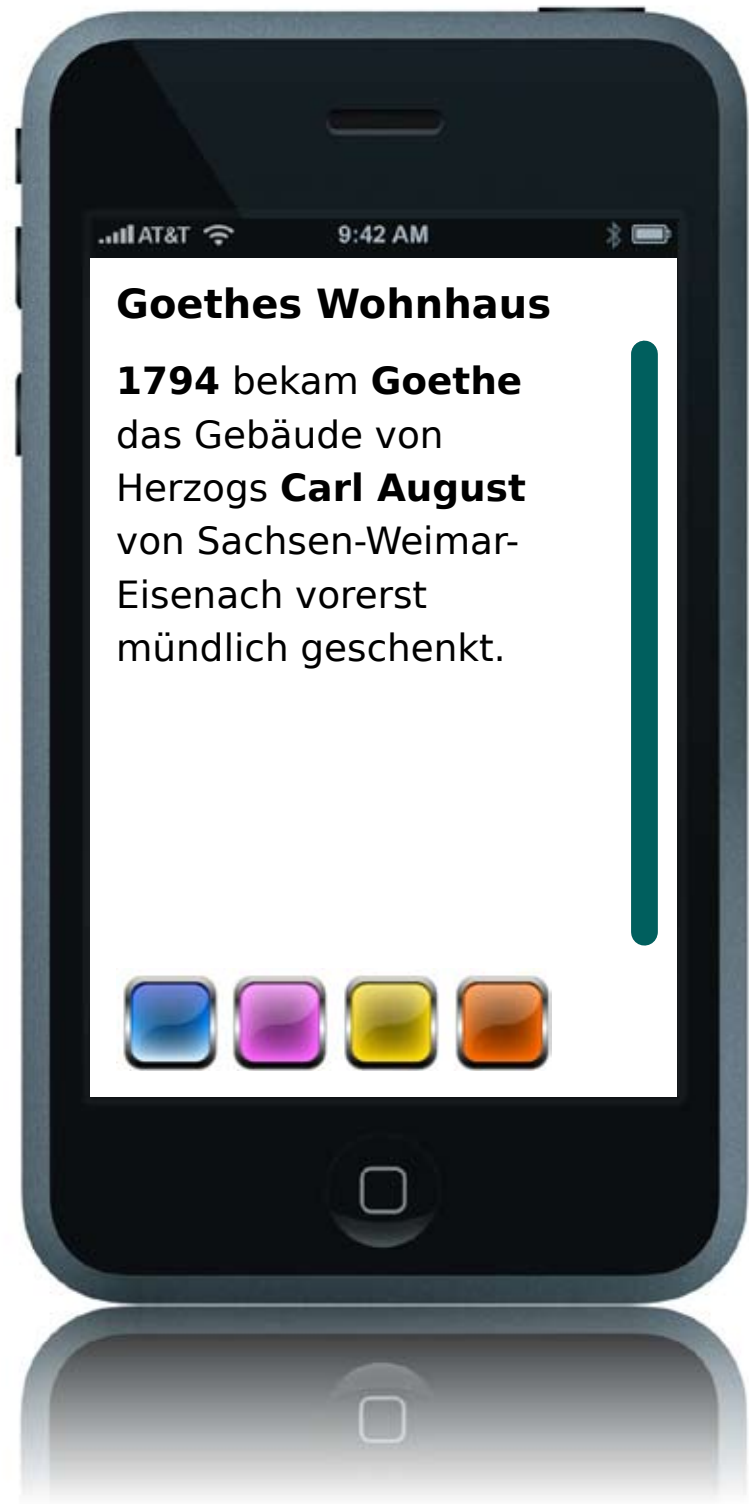 AT&T 9:42 AM
Goethes Wohnhaus
1794 bekam Goethe
das Gebäude von
Herzogs Carl August
von Sachsen-Weimar-
Eisenach vorerst
mündlich geschenkt.